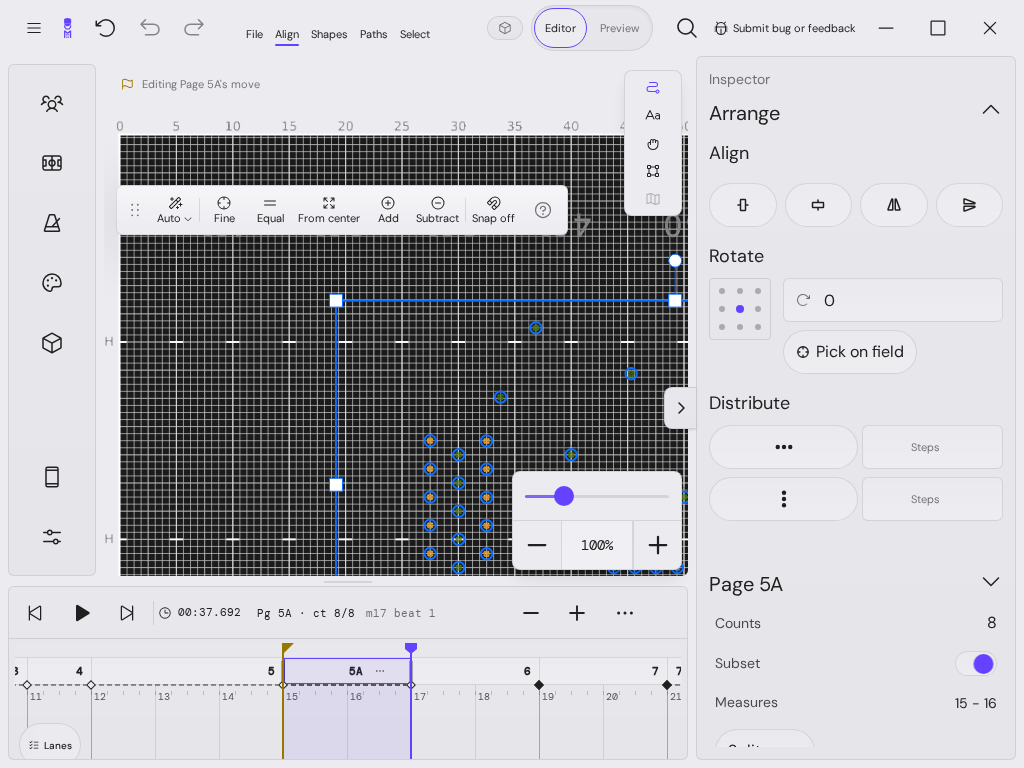 File
Align
Shapes
Paths
Select
Editor
Preview
Submit bug or feedback
Editing Page 5A's move
0 5 10 15 20 25 30 35 40
Aa
Auto
Fine
Equal
From center
Add
Subtract
Snap off
H
H
100%
Inspector
Arrange
Align
Rotate
0
Pick on field
Distribute
Steps
Steps
Page 5A
Counts 8
Subset
Measures 15 - 16
00:37.692 Pg 5A · ct 8/8 m17 beat 1
4 5 5A ··· 6 7
11 12 13 14 15 16 17 18 19 20 21
Lanes